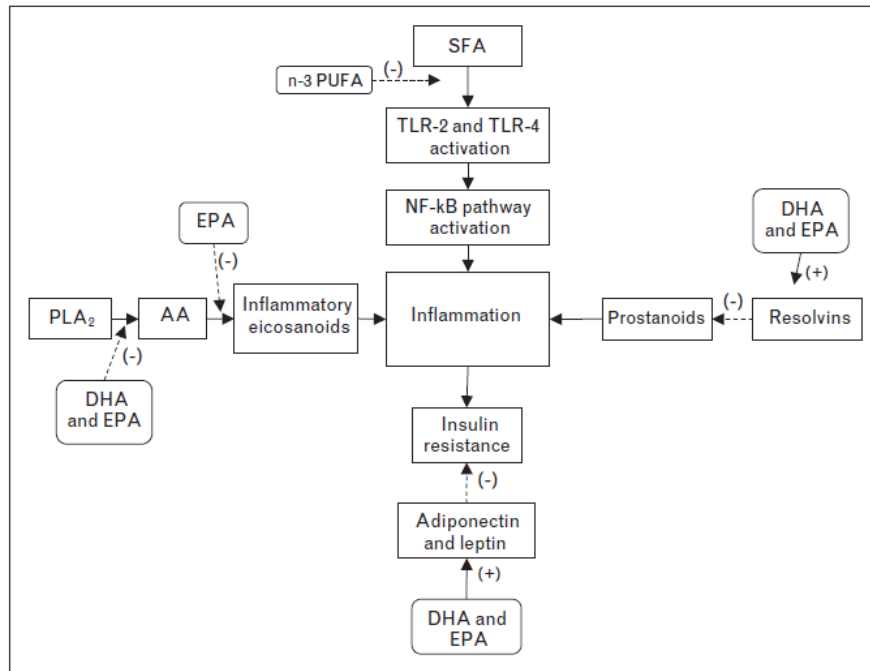 SFA
n-3 PUFA
(-)
TLR-2 and TLR-4
activation
NF-kB pathway
activation
EPA
(-)
DHA
and EPA
(+)
PLA₂
AA
Inflammatory
eicosanoids
Inflammation
Prostanoids
(-)
Resolvins
(-)
DHA
and EPA
Insulin
resistance
(-)
Adiponectin
and leptin
(+)
DHA and
EPA